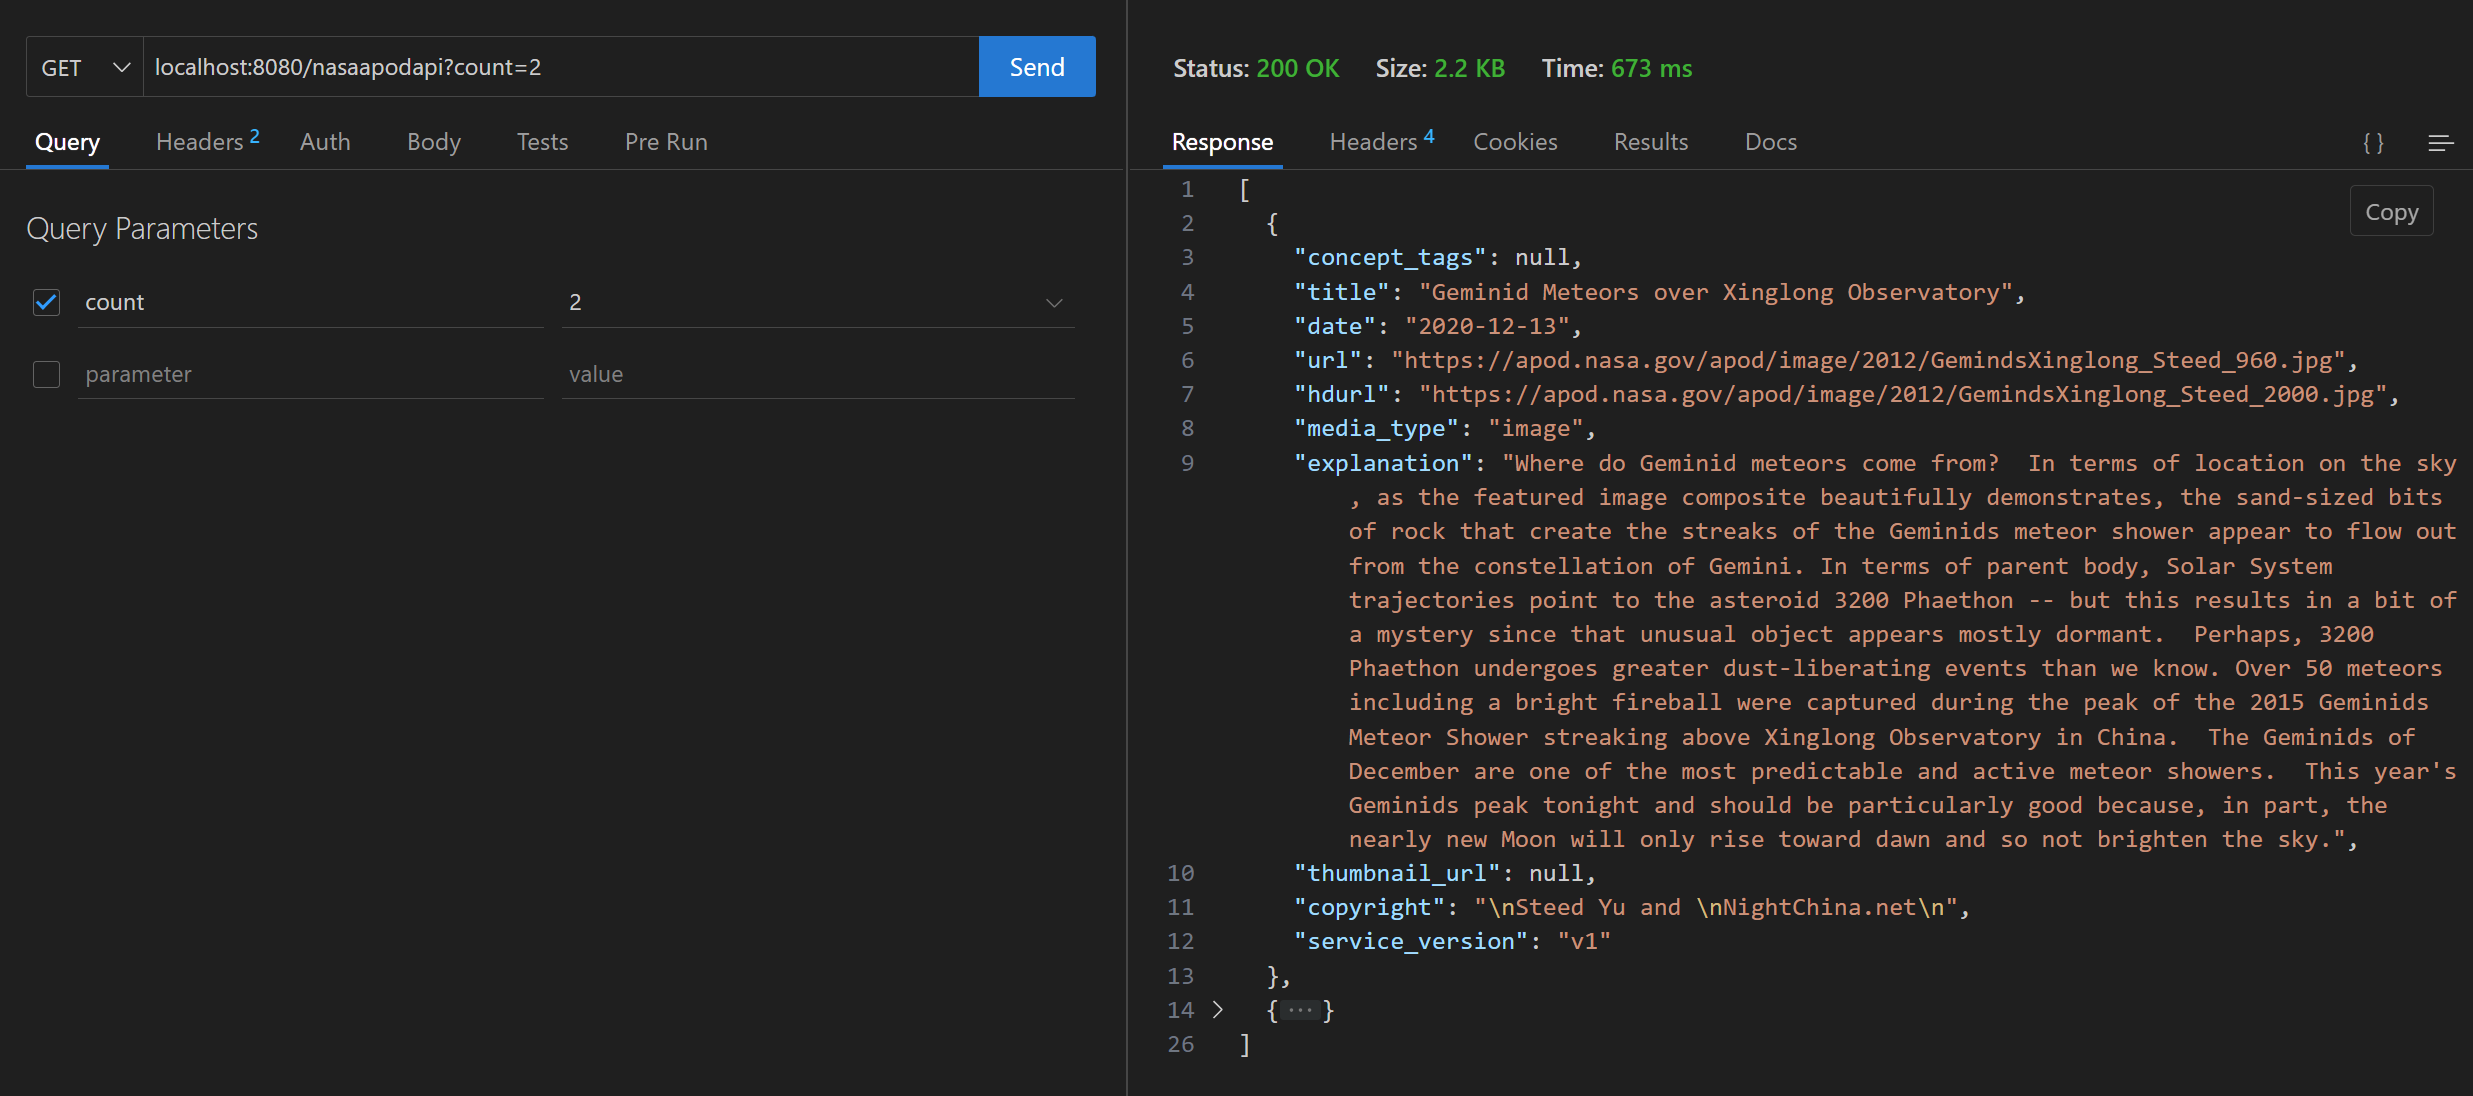 GET localhost:8080/nasaapodapi?count=2 Send
Query Headers 2 Auth Body Tests Pre Run
Query Parameters
count 2
parameter value
Status: 200 OK Size: 2.2 KB Time: 673 ms
Response Headers 4 Cookies Results Docs { }
Copy
1 [
2 {
3 "concept_tags": null,
4 "title": "Geminid Meteors over Xinglong Observatory",
5 "date": "2020-12-13",
6 "url": "https://apod.nasa.gov/apod/image/2012/GemindsXinglong_Steed_960.jpg",
7 "hdurl": "https://apod.nasa.gov/apod/image/2012/GemindsXinglong_Steed_2000.jpg",
8 "media_type": "image",
9 "explanation": "Where do Geminid meteors come from?  In terms of location on the sky
, as the featured image composite beautifully demonstrates, the sand-sized bits
of rock that create the streaks of the Geminids meteor shower appear to flow out
from the constellation of Gemini. In terms of parent body, Solar System
trajectories point to the asteroid 3200 Phaethon -- but this results in a bit of
a mystery since that unusual object appears mostly dormant.  Perhaps, 3200
Phaethon undergoes greater dust-liberating events than we know. Over 50 meteors
including a bright fireball were captured during the peak of the 2015 Geminids
Meteor Shower streaking above Xinglong Observatory in China.  The Geminids of
December are one of the most predictable and active meteor showers.  This year's
Geminids peak tonight and should be particularly good because, in part, the
nearly new Moon will only rise toward dawn and so not brighten the sky.",
10 "thumbnail_url": null,
11 "copyright": "\nSteed Yu and \nNightChina.net\n",
12 "service_version": "v1"
13 },
14 {···}
26 ]